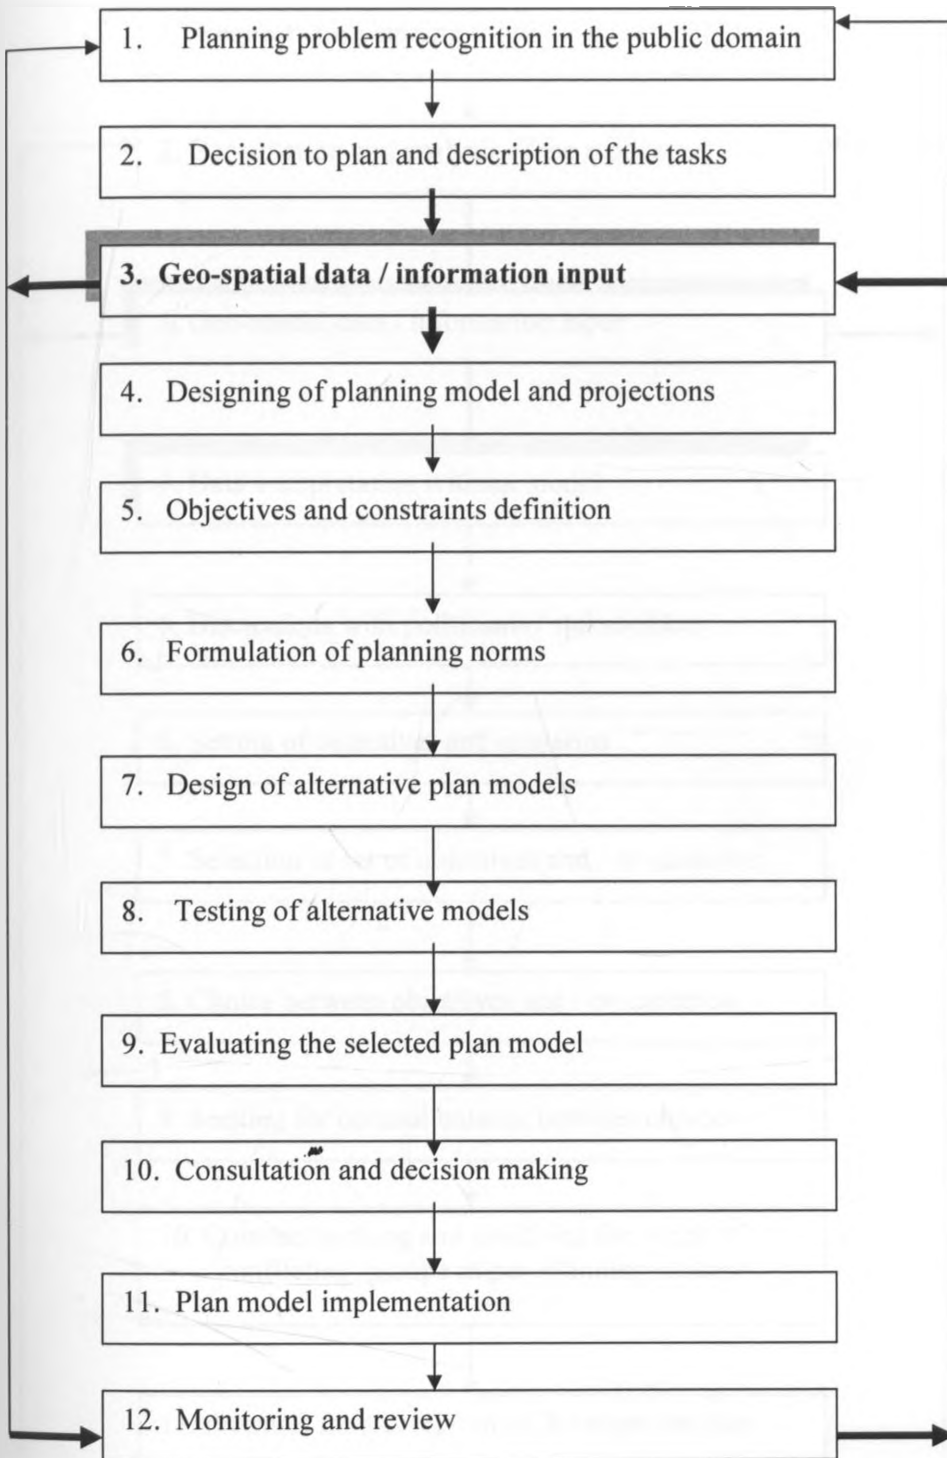 1. Planning problem recognition in the public domain
2. Decision to plan and description of the tasks
3. Geo-spatial data / information input
4. Designing of planning model and projections
5. Objectives and constraints definition
6. Formulation of planning norms
7. Design of alternative plan models
8. Testing of alternative models
9. Evaluating the selected plan model
10. Consultation and decision making
11. Plan model implementation
12. Monitoring and review